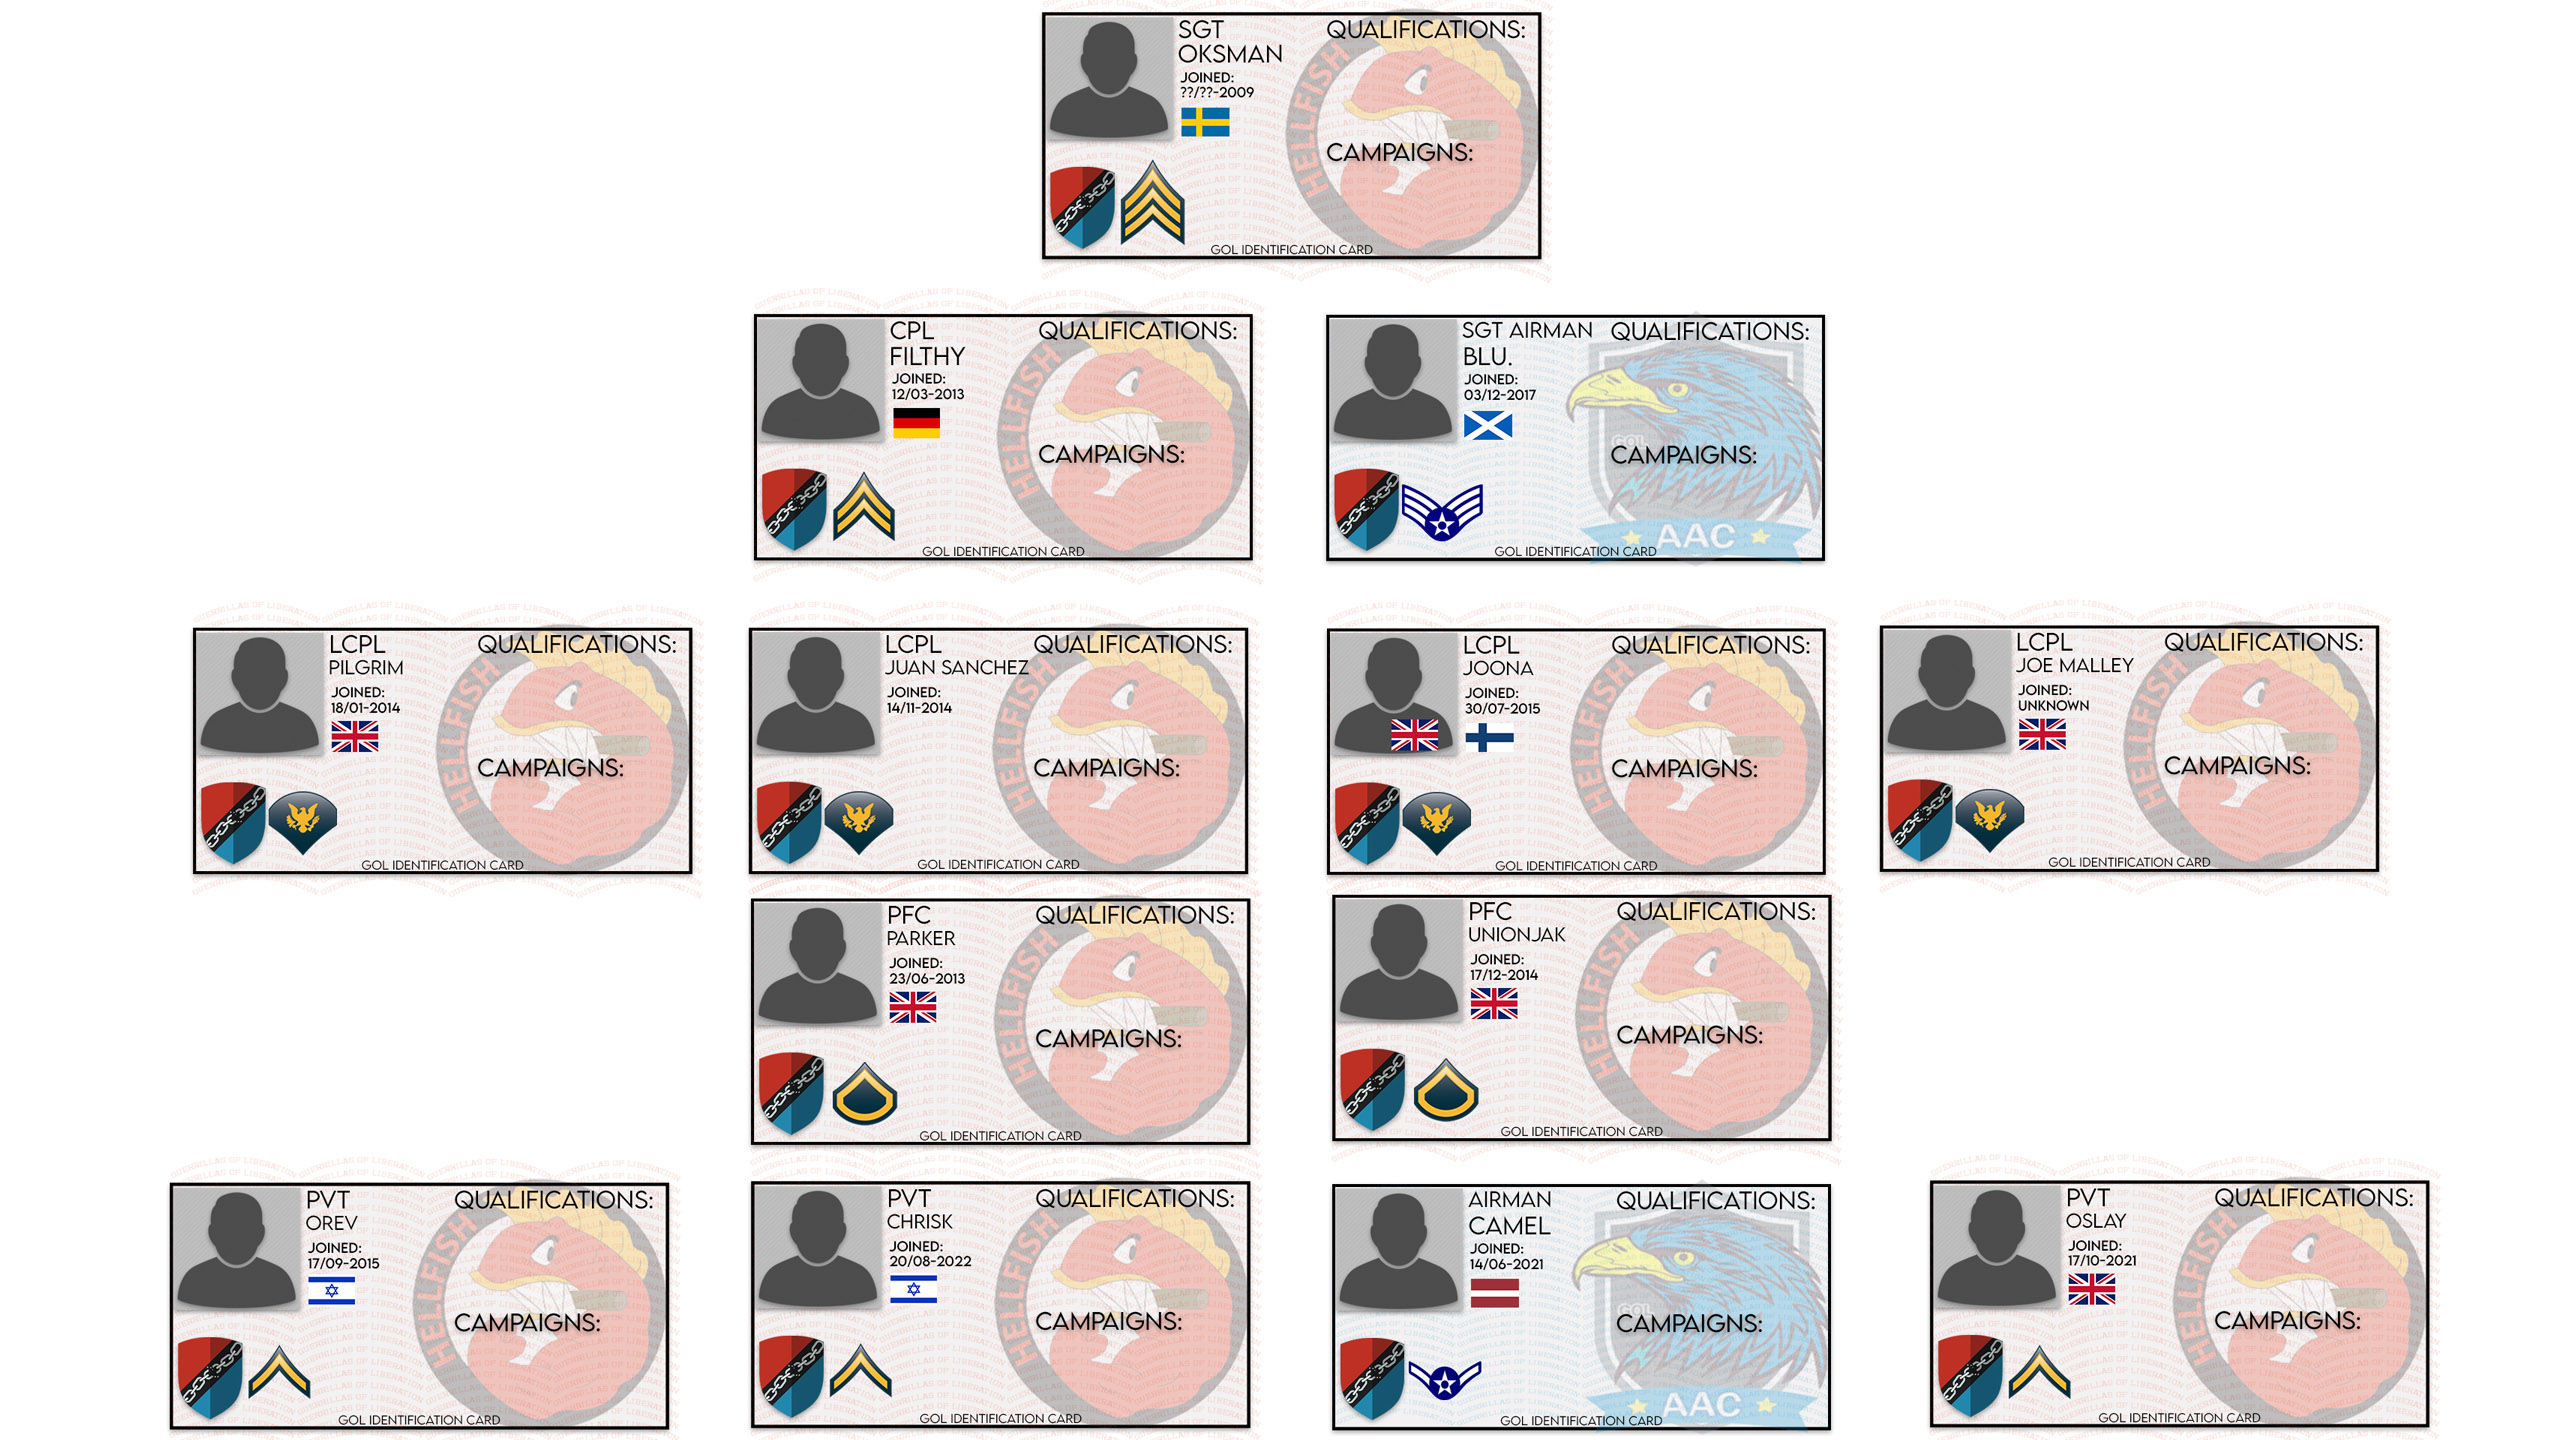 SGT
OKSMAN
JOINED:
??/??-2009
QUALIFICATIONS:
CAMPAIGNS:
HELLFISH
GOL IDENTIFICATION CARD
CPL
FILTHY
JOINED:
12/03-2013
QUALIFICATIONS:
CAMPAIGNS:
HELLFISH
GOL IDENTIFICATION CARD
SGT AIRMAN
BLU.
JOINED:
03/12-2017
QUALIFICATIONS:
GOL
CAMPAIGNS:
AAC
GOL IDENTIFICATION CARD
LCPL
PILGRIM
JOINED:
18/01-2014
QUALIFICATIONS:
CAMPAIGNS:
HELLFISH
GOL IDENTIFICATION CARD
LCPL
JUAN SANCHEZ
JOINED:
14/11-2014
QUALIFICATIONS:
CAMPAIGNS:
HELLFISH
GOL IDENTIFICATION CARD
LCPL
JOONA
JOINED:
30/07-2015
QUALIFICATIONS:
CAMPAIGNS:
HELLFISH
GOL IDENTIFICATION CARD
LCPL
JOE MALLEY
JOINED:
UNKNOWN
QUALIFICATIONS:
CAMPAIGNS:
HELLFISH
GOL IDENTIFICATION CARD
PFC
PARKER
JOINED:
23/06-2013
QUALIFICATIONS:
CAMPAIGNS:
HELLFISH
GOL IDENTIFICATION CARD
PFC
UNIONJAK
JOINED:
17/12-2014
QUALIFICATIONS:
CAMPAIGNS:
HELLFISH
GOL IDENTIFICATION CARD
PVT
OREV
JOINED:
17/09-2015
QUALIFICATIONS:
CAMPAIGNS:
HELLFISH
GOL IDENTIFICATION CARD
PVT
CHRISK
JOINED:
20/08-2022
QUALIFICATIONS:
CAMPAIGNS:
HELLFISH
GOL IDENTIFICATION CARD
AIRMAN
CAMEL
JOINED:
14/06-2021
QUALIFICATIONS:
GOL
CAMPAIGNS:
AAC
GOL IDENTIFICATION CARD
PVT
OSLAY
JOINED:
17/10-2021
QUALIFICATIONS:
CAMPAIGNS:
HELLFISH
GOL IDENTIFICATION CARD